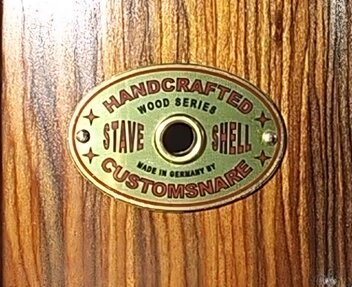 HANDCRAFTED
WOOD SERIES
STAVE SHELL
MADE IN GERMANY BY
CUSTOMSNARE